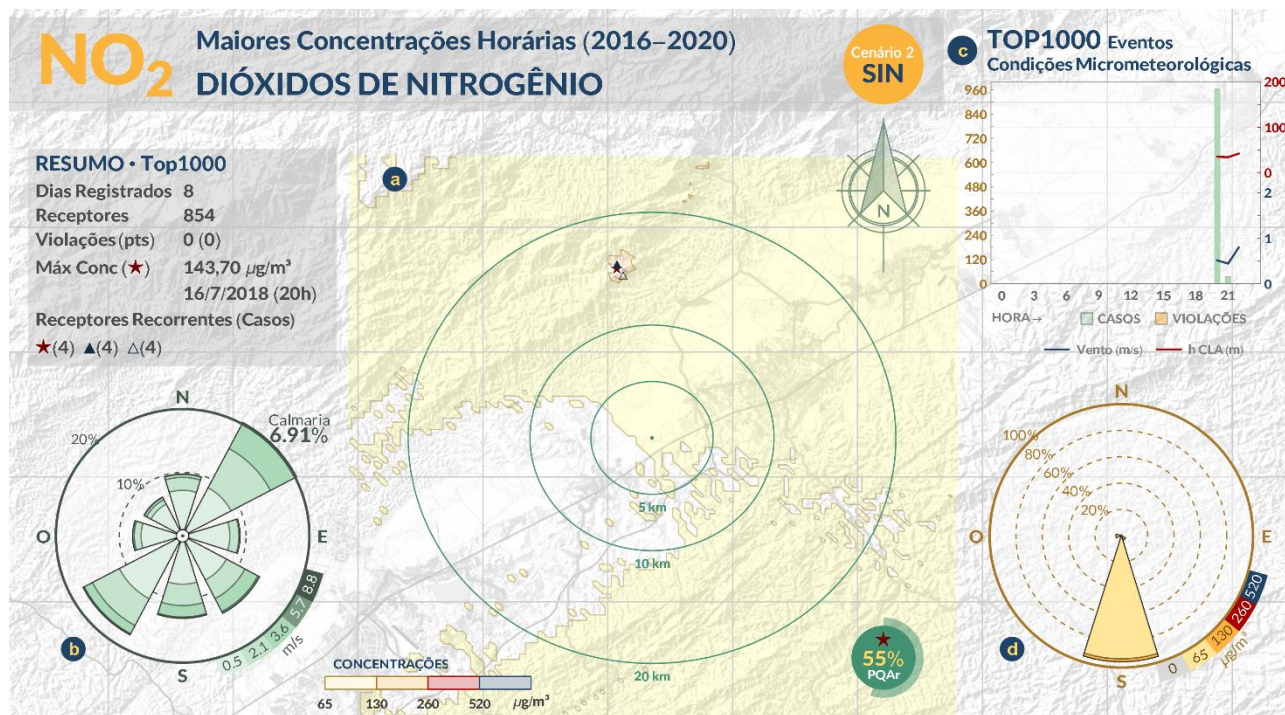 NO2
Maiores Concentrações Horárias (2016–2020)
DIÓXIDOS DE NITROGÊNIO
Cenário 2
SIN
RESUMO • Top1000
Dias Registrados 8
Receptores 854
Violações (pts) 0 (0)
Máx Conc (★) 143,70 µg/m³
16/7/2018 (20h)
Receptores Recorrentes (Casos)
★(4) ▲(4) △(4)
a
N
5 km
10 km
20 km
c
TOP1000 Eventos
Condições Micrometeorológicas
960
840
720
600
480
360
240
120
0
200
100
0
2
1
0
0 3 6 9 12 15 18 21
HORA→ CASOS VIOLAÇÕES
Vento (m/s) h CLA (m)
b
N
Calmaria
6.91%
20%
10%
O
E
S
0.5 2.1 3.6 5.7 8.8
m/s
CONCENTRAÇÕES
65 130 260 520 µg/m³
★
55%
PQAr
d
N
100%
80%
60%
40%
20%
O
E
S
0 65 130 260 520
µg/m³